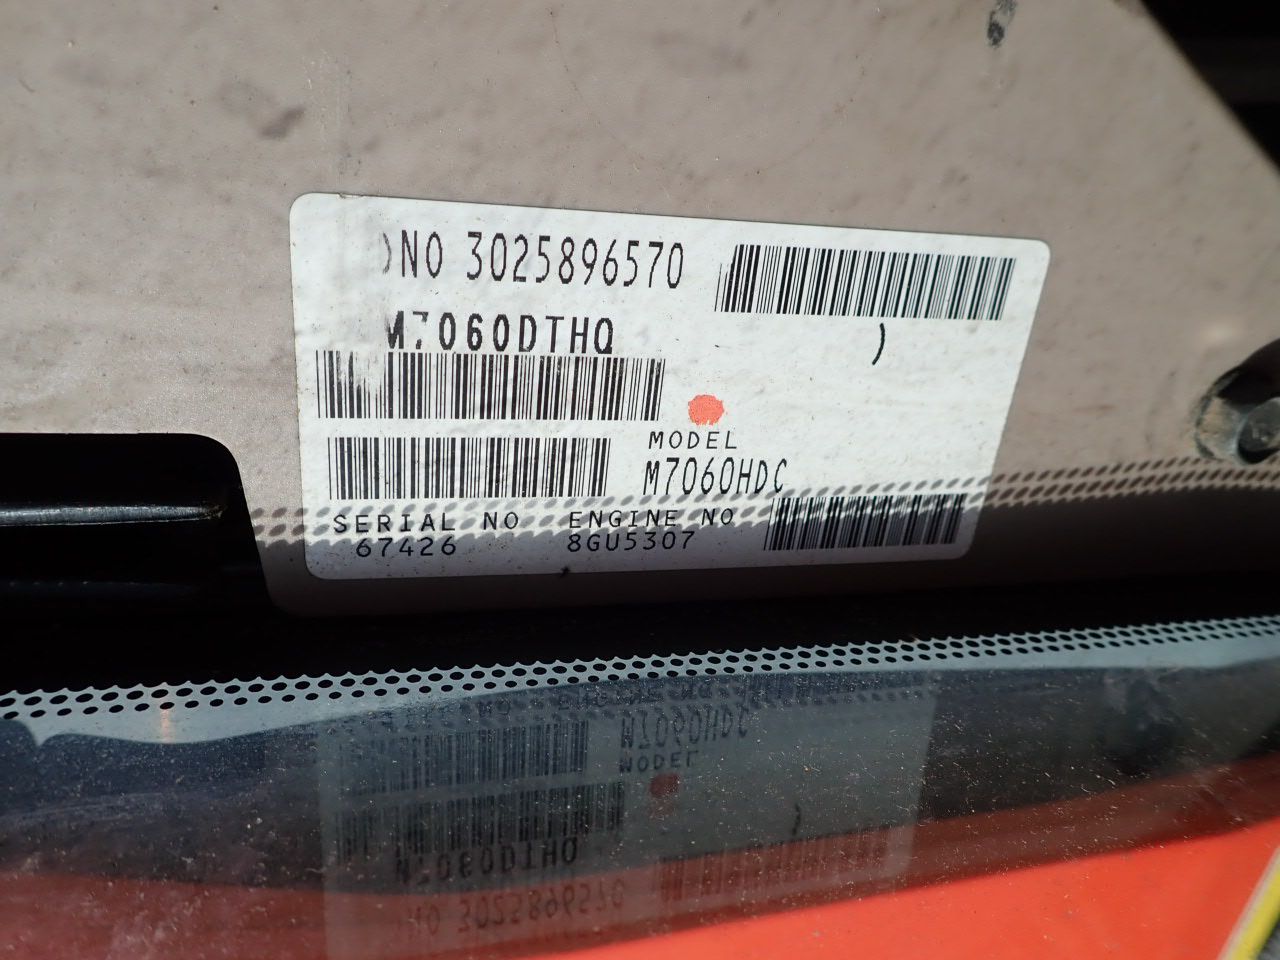 NO 3025896570
M7060DTHQ
)
MODEL
M7060HDC
SERIAL NO ENGINE NO
67426 8GU5307